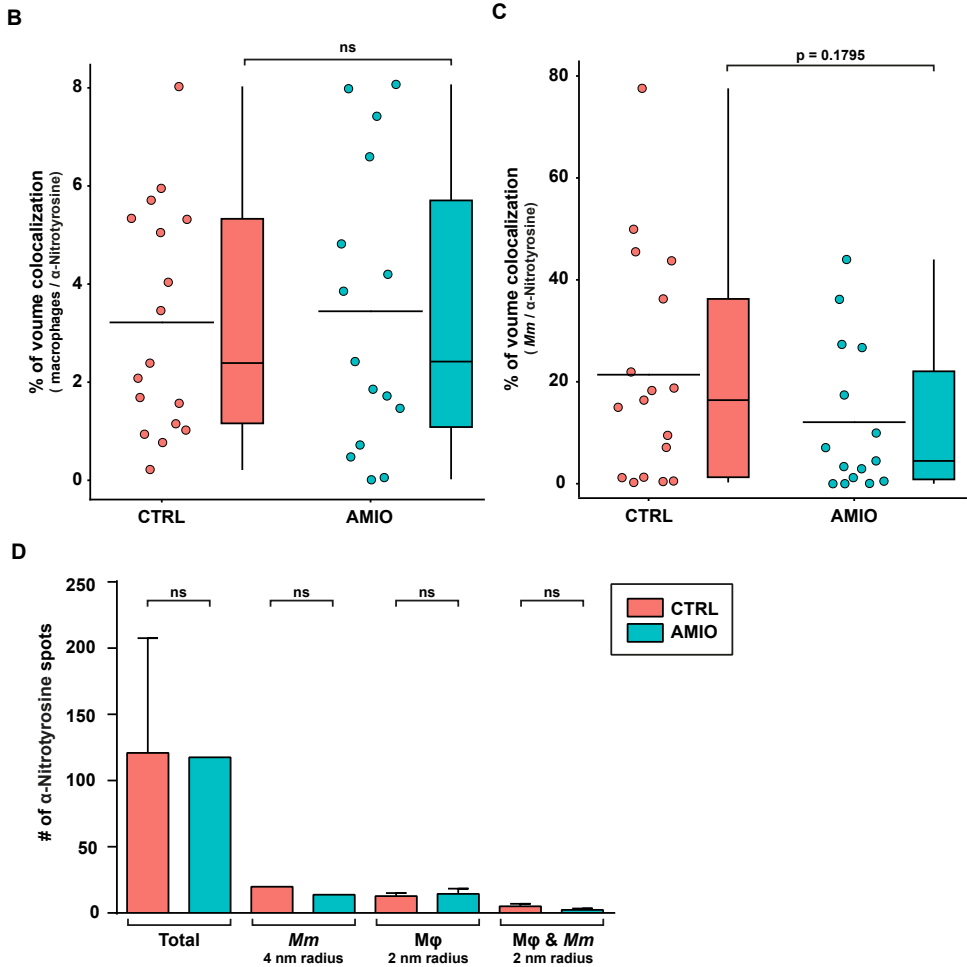 B
ns
8
6
4
2
0
% of voume colocalization
( macrophages / α-Nitrotyrosine)
CTRL
AMIO
C
p = 0.1795
80
60
40
20
0
% of voume colocalization
( Mm / α-Nitrotyrosine)
CTRL
AMIO
D
250
200
150
100
50
0
# of α-Nitrotyrosine spots
ns
ns
ns
ns
CTRL
AMIO
Total
Mm
4 nm radius
Mφ
2 nm radius
Mφ & Mm
2 nm radius